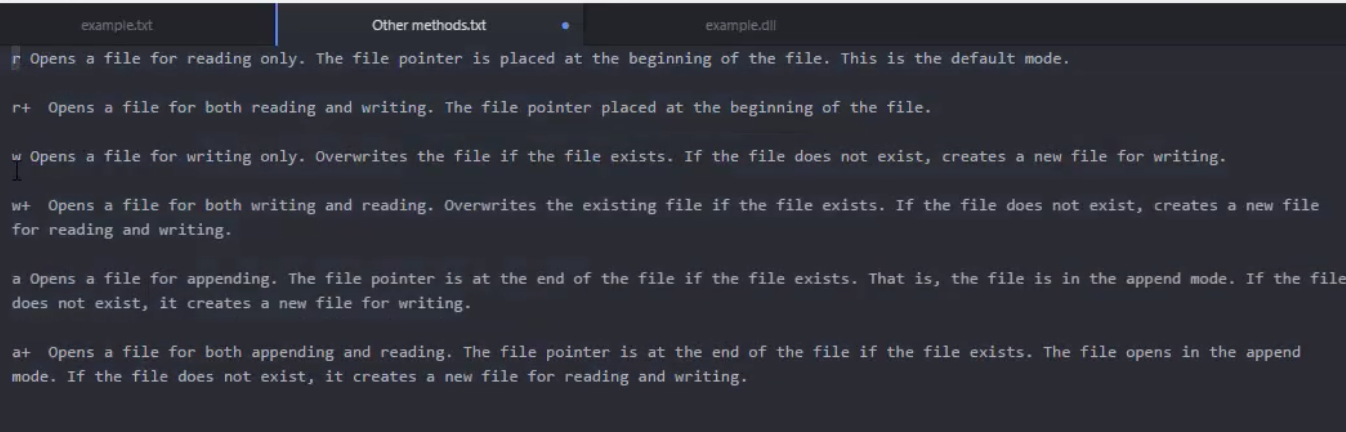 example.txt
Other methods.txt
example.dll
r Opens a file for reading only. The file pointer is placed at the beginning of the file. This is the default mode.
r+  Opens a file for both reading and writing. The file pointer placed at the beginning of the file.
w Opens a file for writing only. Overwrites the file if the file exists. If the file does not exist, creates a new file for writing.
w+  Opens a file for both writing and reading. Overwrites the existing file if the file exists. If the file does not exist, creates a new file
for reading and writing.
a Opens a file for appending. The file pointer is at the end of the file if the file exists. That is, the file is in the append mode. If the file
does not exist, it creates a new file for writing.
a+  Opens a file for both appending and reading. The file pointer is at the end of the file if the file exists. The file opens in the append
mode. If the file does not exist, it creates a new file for reading and writing.